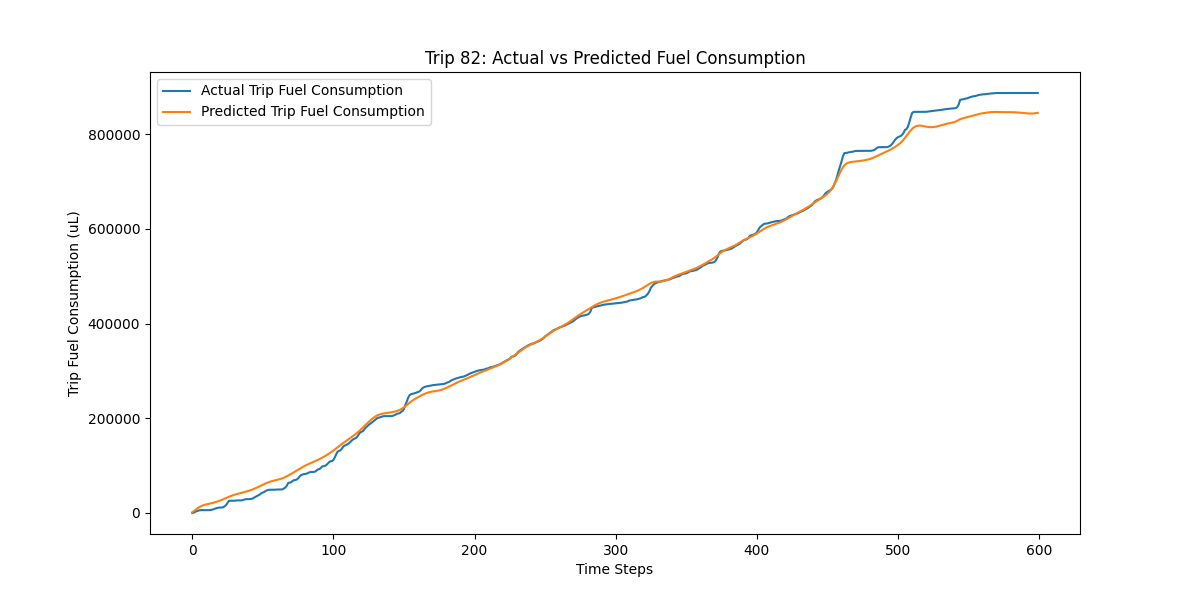 Trip 82: Actual vs Predicted Fuel Consumption
Actual Trip Fuel Consumption
Predicted Trip Fuel Consumption
Trip Fuel Consumption (uL)
800000
600000
400000
200000
0
0 100 200 300 400 500 600
Time Steps